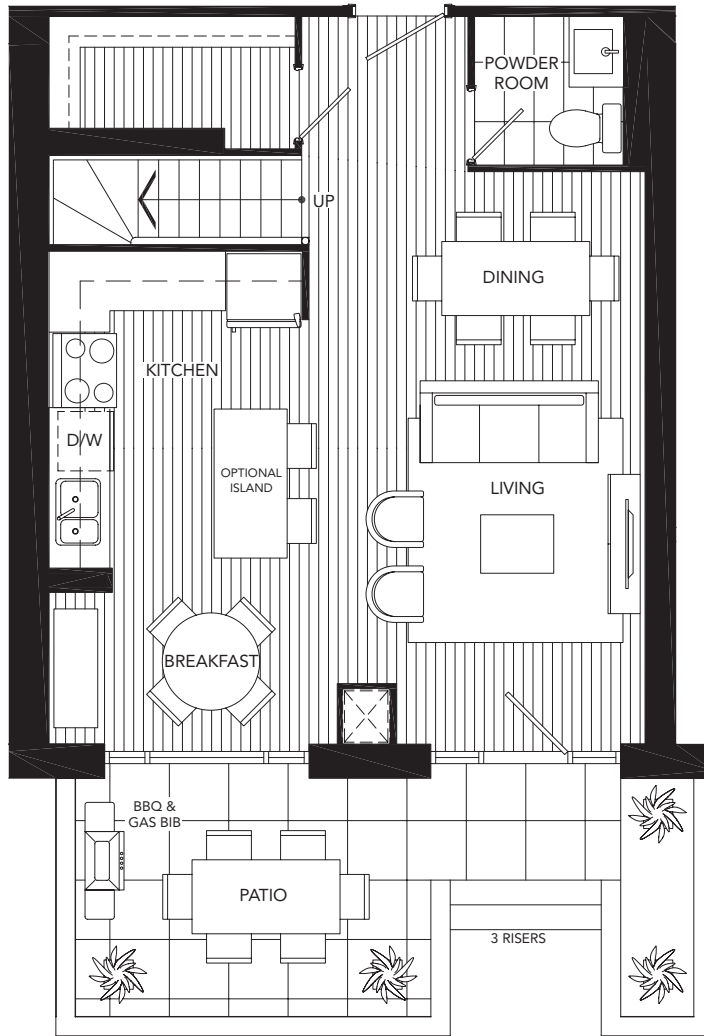 POWDER
ROOM
UP
DINING
KITCHEN
D/W
OPTIONAL
ISLAND
LIVING
BREAKFAST
BBQ &
GAS BIB
PATIO
3 RISERS